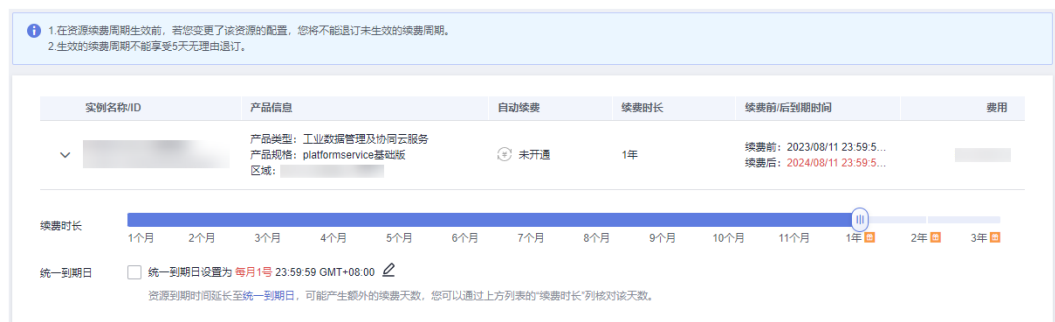 1.在资源续费周期生效前，若您变更了该资源的配置，您将不能退订未生效的续费周期。
2.生效的续费周期不能享受5天无理由退订。
实例名称/ID 产品信息 自动续费 续费时长 续费前/后到期时间 费用
产品类型：工业数据管理及协同云服务
产品规格：platformservice基础版
区域：
未开通
1年
续费前：2023/08/11 23:59:5...
续费后：2024/08/11 23:59:5...
续费时长
1个月 2个月 3个月 4个月 5个月 6个月 7个月 8个月 9个月 10个月 11个月 1年 2年 3年
统一到期日 统一到期日设置为 每月1号 23:59:59 GMT+08:00
资源到期时间延长至统一到期日，可能产生额外的续费天数，您可以通过上方列表的“续费时长”列核对该天数。